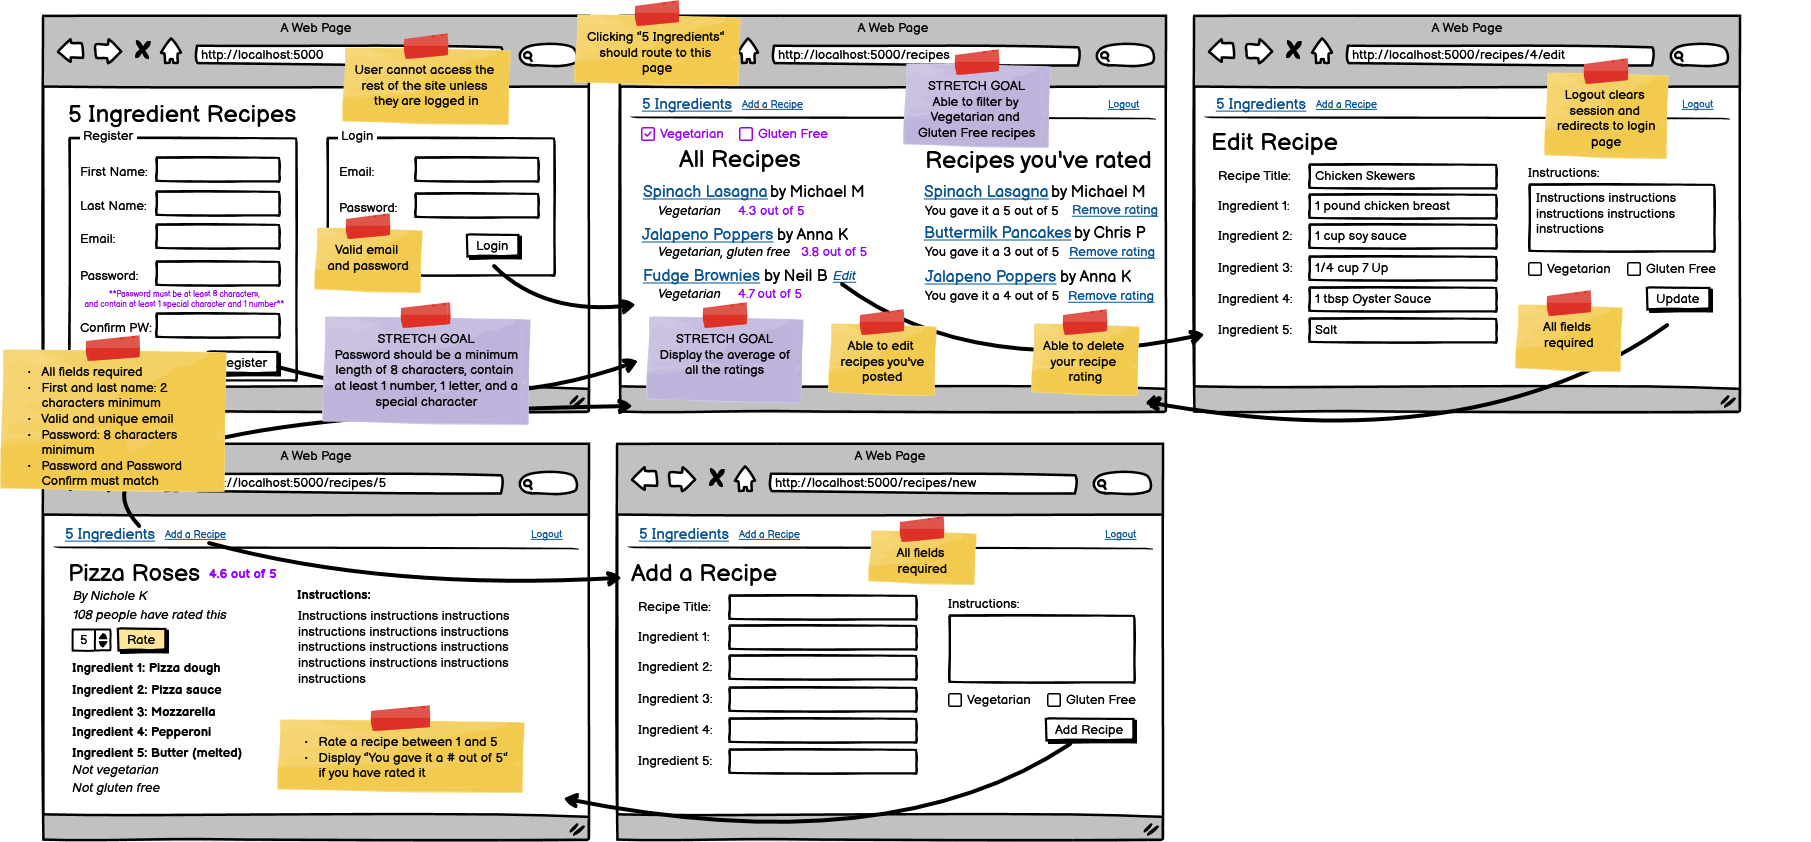 A Web Page
http://localhost:5000
User cannot access the
rest of the site unless
they are logged in
5 Ingredient Recipes
Register
First Name:
Last Name:
Email:
Password:
**Password must be at least 8 characters,
and contain at least 1 special character and 1 number**
Confirm PW:
egister
Login
Email:
Password:
Login
Valid email
and password
STRETCH GOAL
Password should be a minimum
length of 8 characters, contain
at least 1 number, 1 letter, and a
special character
· All fields required
· First and last name: 2
characters minimum
· Valid and unique email
· Password: 8 characters
minimum
· Password and Password
Confirm must match
Clicking "5 Ingredients"
should route to this
page
A Web Page
http://localhost:5000/recipes
STRETCH GOAL
Able to filter by
Vegetarian and
Gluten Free recipes
5 Ingredients Add a Recipe Logout
Vegetarian Gluten Free
All Recipes
Spinach Lasagna by Michael M
Vegetarian 4.3 out of 5
Jalapeno Poppers by Anna K
Vegetarian, gluten free 3.8 out of 5
Fudge Brownies by Neil B Edit
Vegetarian 4.7 out of 5
Recipes you've rated
Spinach Lasagna by Michael M
You gave it a 5 out of 5 Remove rating
Buttermilk Pancakes by Chris P
You gave it a 3 out of 5 Remove rating
Jalapeno Poppers by Anna K
You gave it a 4 out of 5 Remove rating
STRETCH GOAL
Display the average of
all the ratings
Able to edit
recipes you've
posted
Able to delete
your recipe
rating
A Web Page
http://localhost:5000/recipes/4/edit
Logout clears
session and
redirects to login
page
5 Ingredients Add a Recipe Logout
Edit Recipe
Recipe Title: Chicken Skewers
Ingredient 1: 1 pound chicken breast
Ingredient 2: 1 cup soy sauce
Ingredient 3: 1/4 cup 7 Up
Ingredient 4: 1 tbsp Oyster Sauce
Ingredient 5: Salt
Instructions:
Instructions instructions
instructions instructions
instructions
Vegetarian Gluten Free
Update
All fields
required
A Web Page
://localhost:5000/recipes/5
5 Ingredients Add a Recipe Logout
Pizza Roses 4.6 out of 5
By Nichole K
108 people have rated this
5 Rate
Ingredient 1: Pizza dough
Ingredient 2: Pizza sauce
Ingredient 3: Mozzarella
Ingredient 4: Pepperoni
Ingredient 5: Butter (melted)
Not vegetarian
Not gluten free
Instructions:
Instructions instructions instructions
instructions instructions instructions
instructions instructions instructions
instructions instructions instructions
instructions
· Rate a recipe between 1 and 5
· Display "You gave it a # out of 5"
if you have rated it
A Web Page
http://localhost:5000/recipes/new
5 Ingredients Add a Recipe Logout
All fields
required
Add a Recipe
Recipe Title:
Ingredient 1:
Ingredient 2:
Ingredient 3:
Ingredient 4:
Ingredient 5:
Instructions:
Vegetarian Gluten Free
Add Recipe